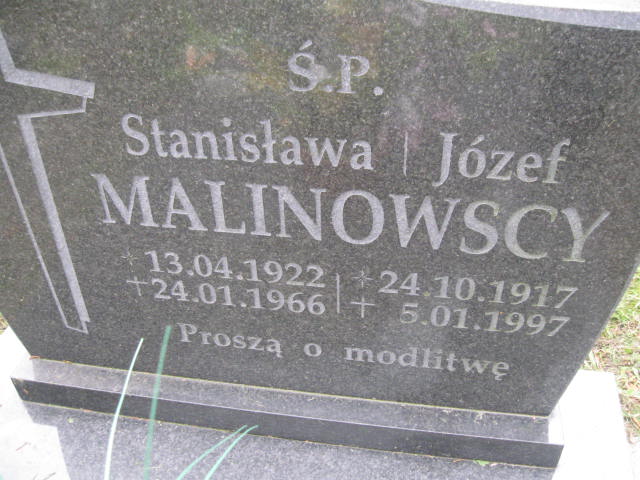 Ś.P.
Stanisława | Józef
MALINOWSCY
* 13.04.1922 | * 24.10.1917
+ 24.01.1966 | + 5.01.1997
Proszą o modlitwę